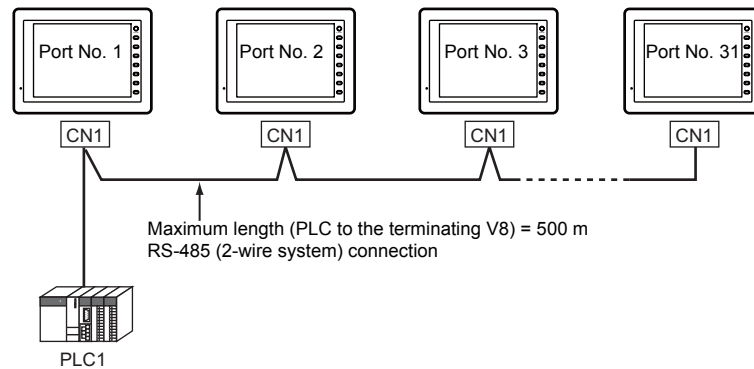 Port No. 1
Port No. 2
Port No. 3
Port No. 31
CN1
CN1
CN1
CN1
Maximum length (PLC to the terminating V8) = 500 m
RS-485 (2-wire system) connection
PLC1